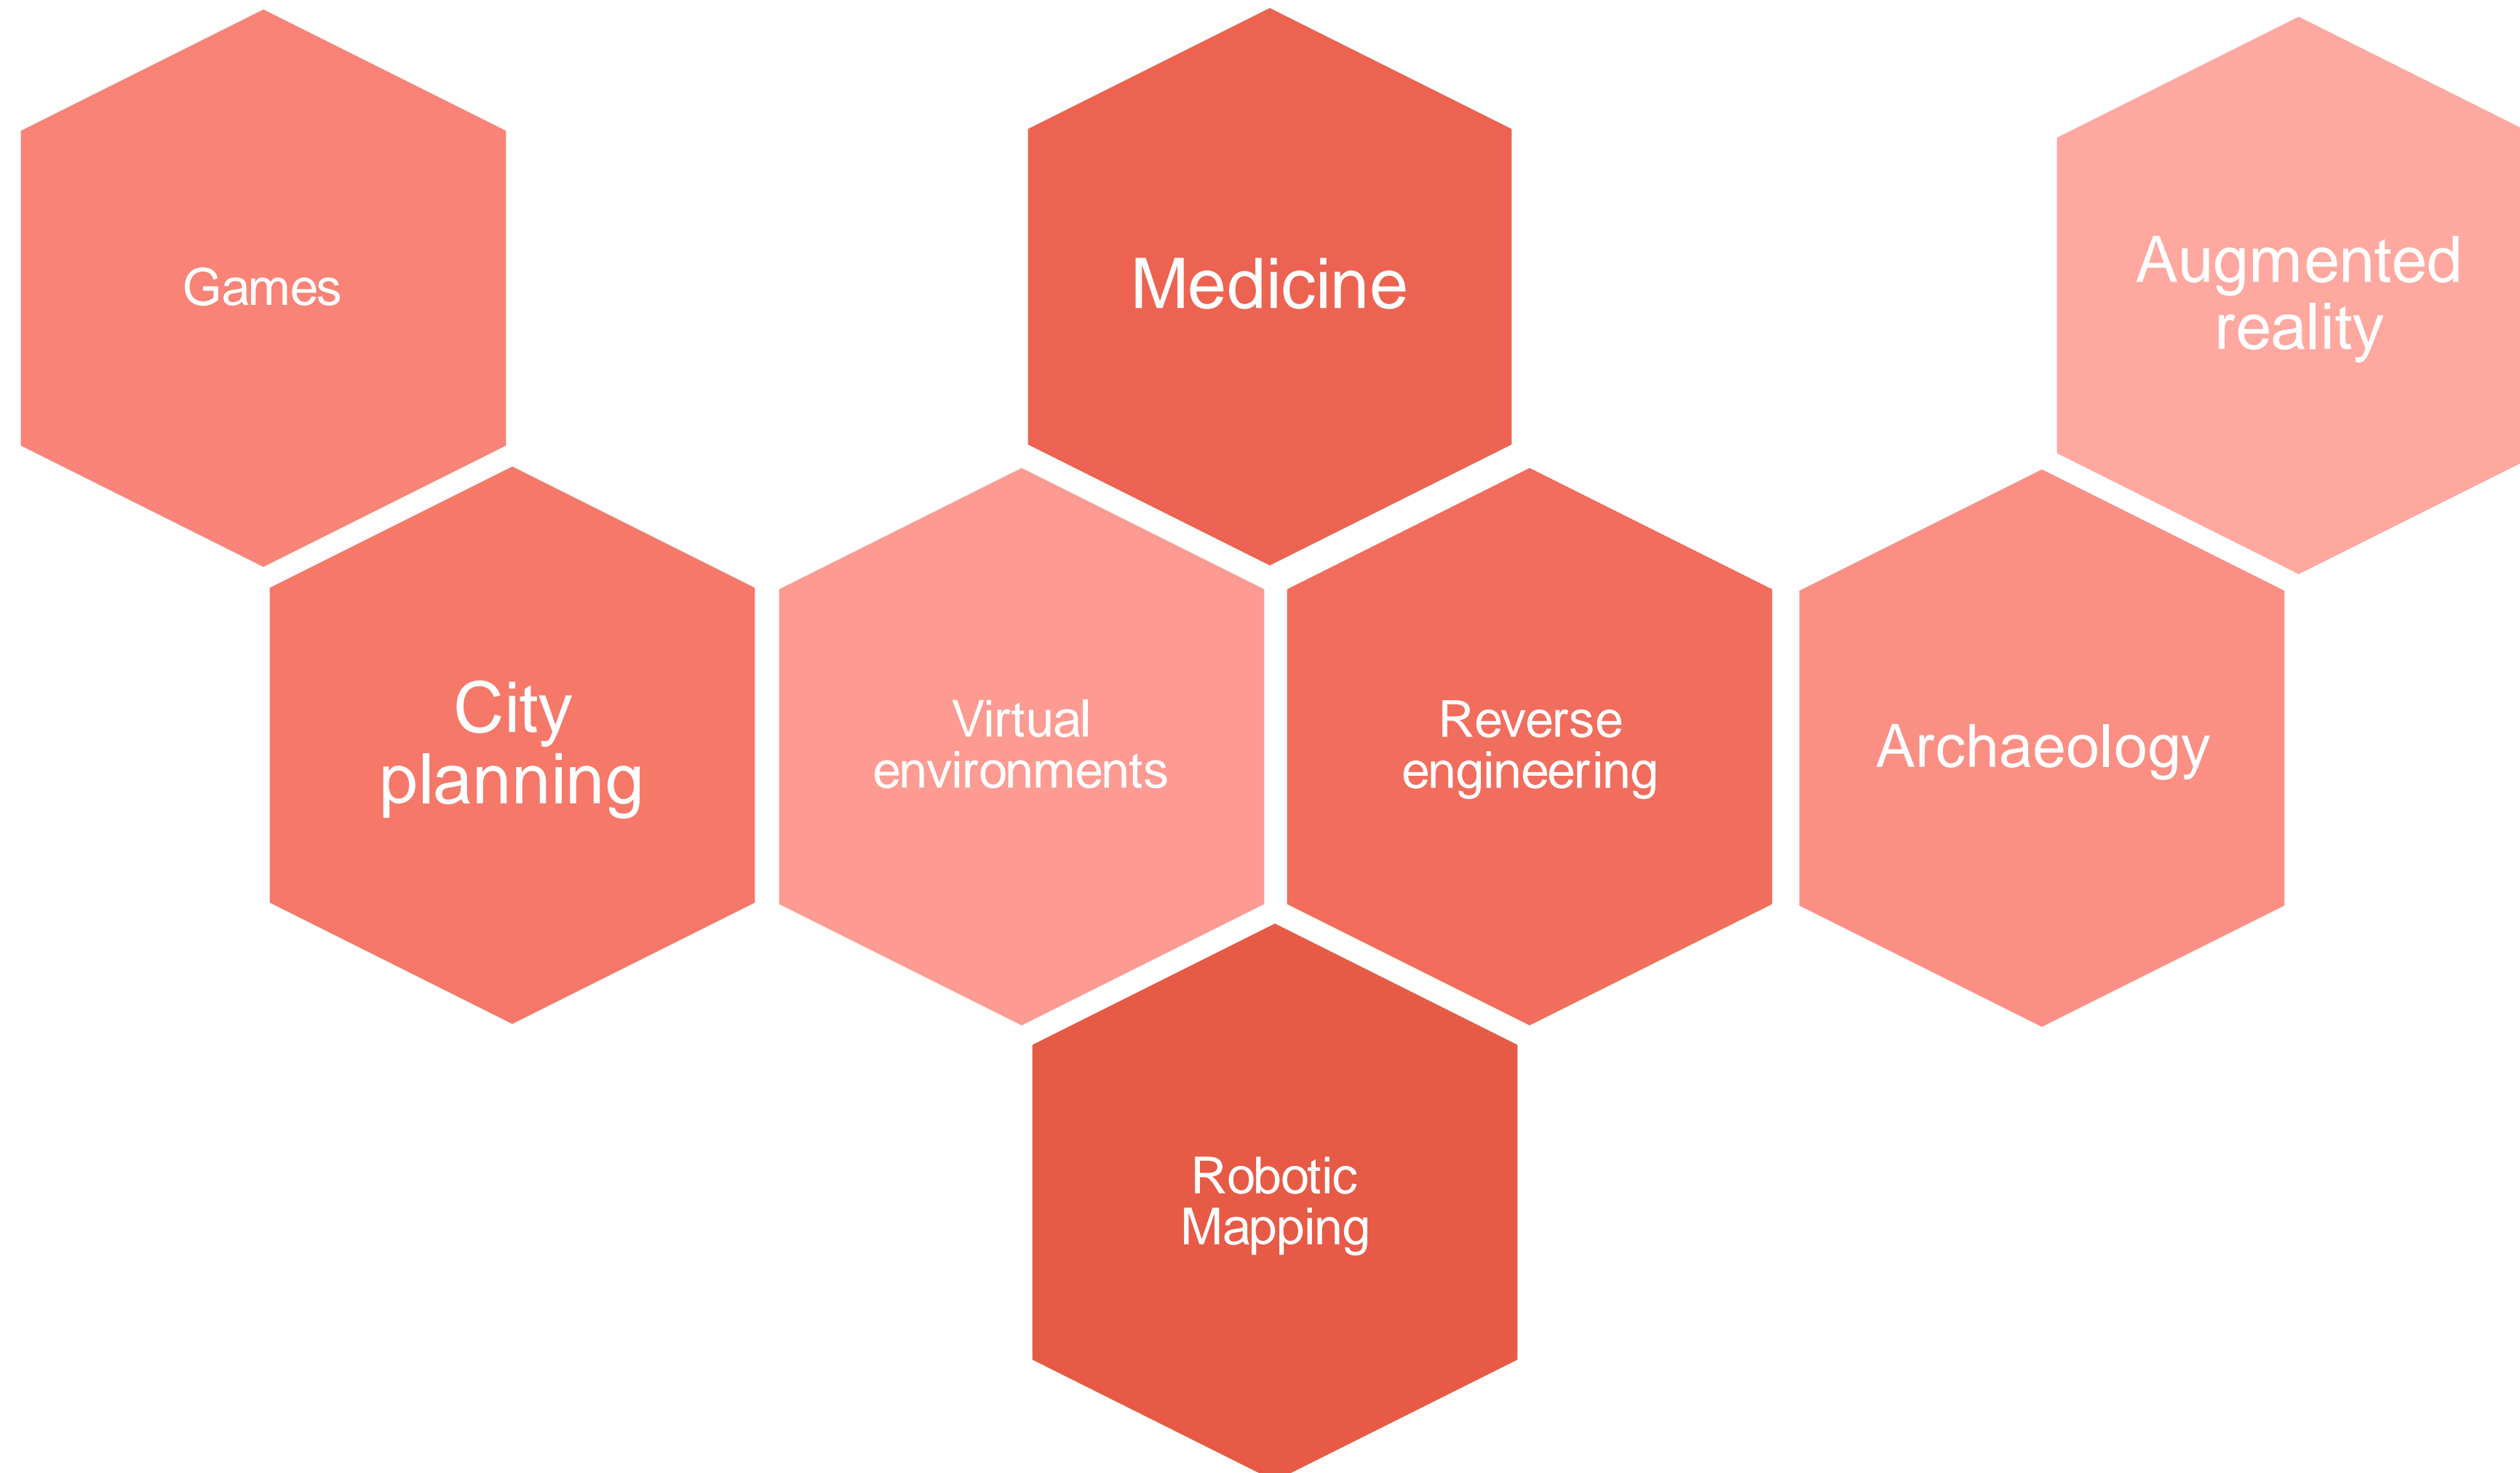 Games
Medicine
Augmented
reality
City
planning
Virtual
environments
Reverse
engineering
Archaeology
Robotic
Mapping